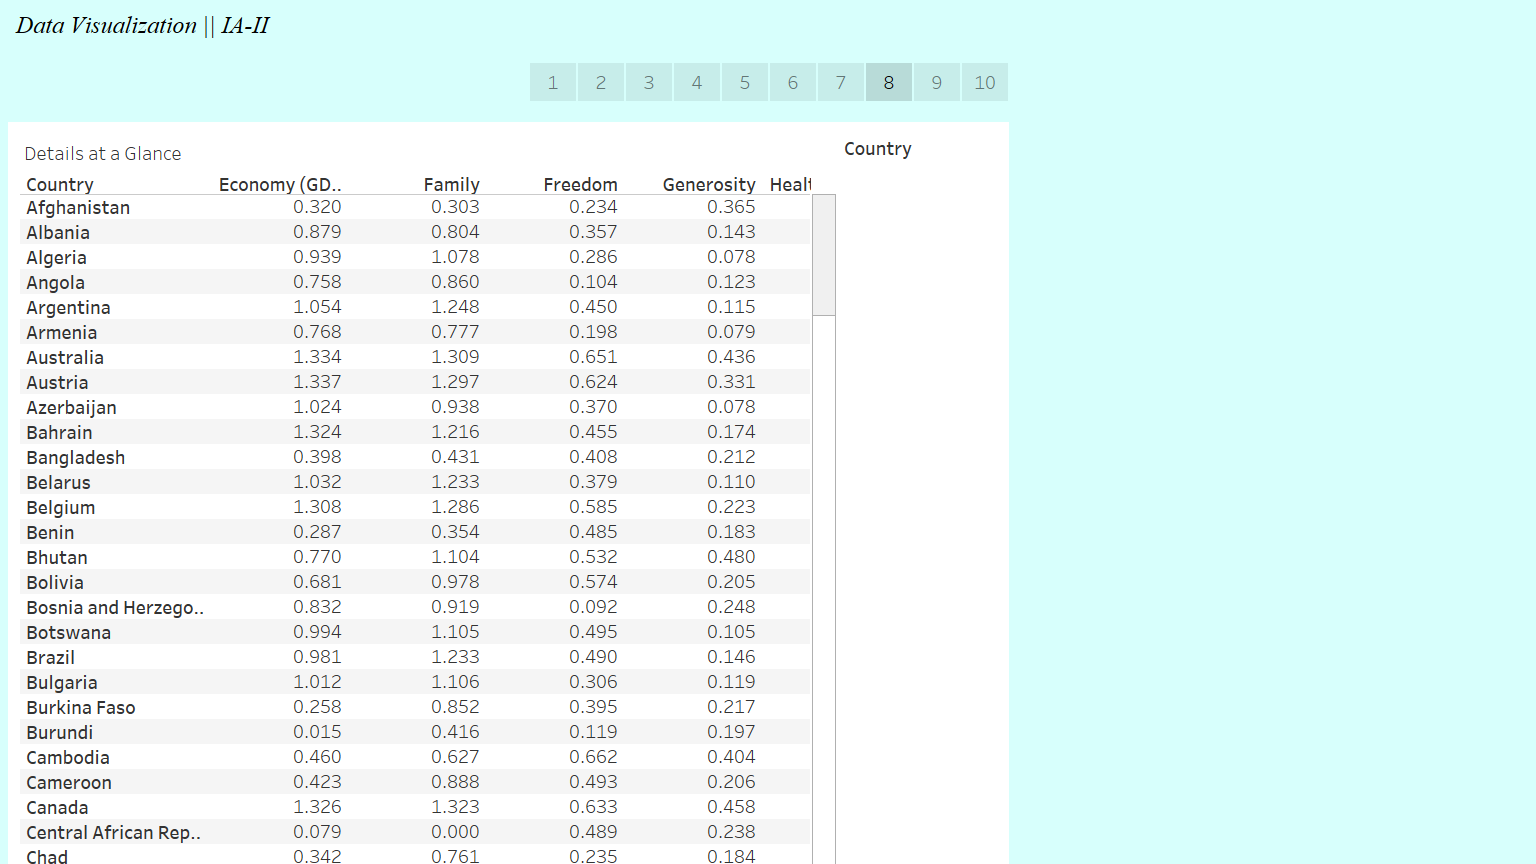 Data Visualization || IA-II
1 2 3 4 5 6 7 8 9 10
Details at a Glance
Country
Country Economy (GD.. Family Freedom Generosity Healt
Afghanistan 0.320 0.303 0.234 0.365
Albania 0.879 0.804 0.357 0.143
Algeria 0.939 1.078 0.286 0.078
Angola 0.758 0.860 0.104 0.123
Argentina 1.054 1.248 0.450 0.115
Armenia 0.768 0.777 0.198 0.079
Australia 1.334 1.309 0.651 0.436
Austria 1.337 1.297 0.624 0.331
Azerbaijan 1.024 0.938 0.370 0.078
Bahrain 1.324 1.216 0.455 0.174
Bangladesh 0.398 0.431 0.408 0.212
Belarus 1.032 1.233 0.379 0.110
Belgium 1.308 1.286 0.585 0.223
Benin 0.287 0.354 0.485 0.183
Bhutan 0.770 1.104 0.532 0.480
Bolivia 0.681 0.978 0.574 0.205
Bosnia and Herzego.. 0.832 0.919 0.092 0.248
Botswana 0.994 1.105 0.495 0.105
Brazil 0.981 1.233 0.490 0.146
Bulgaria 1.012 1.106 0.306 0.119
Burkina Faso 0.258 0.852 0.395 0.217
Burundi 0.015 0.416 0.119 0.197
Cambodia 0.460 0.627 0.662 0.404
Cameroon 0.423 0.888 0.493 0.206
Canada 1.326 1.323 0.633 0.458
Central African Rep.. 0.079 0.000 0.489 0.238
Chad 0.342 0.761 0.235 0.184